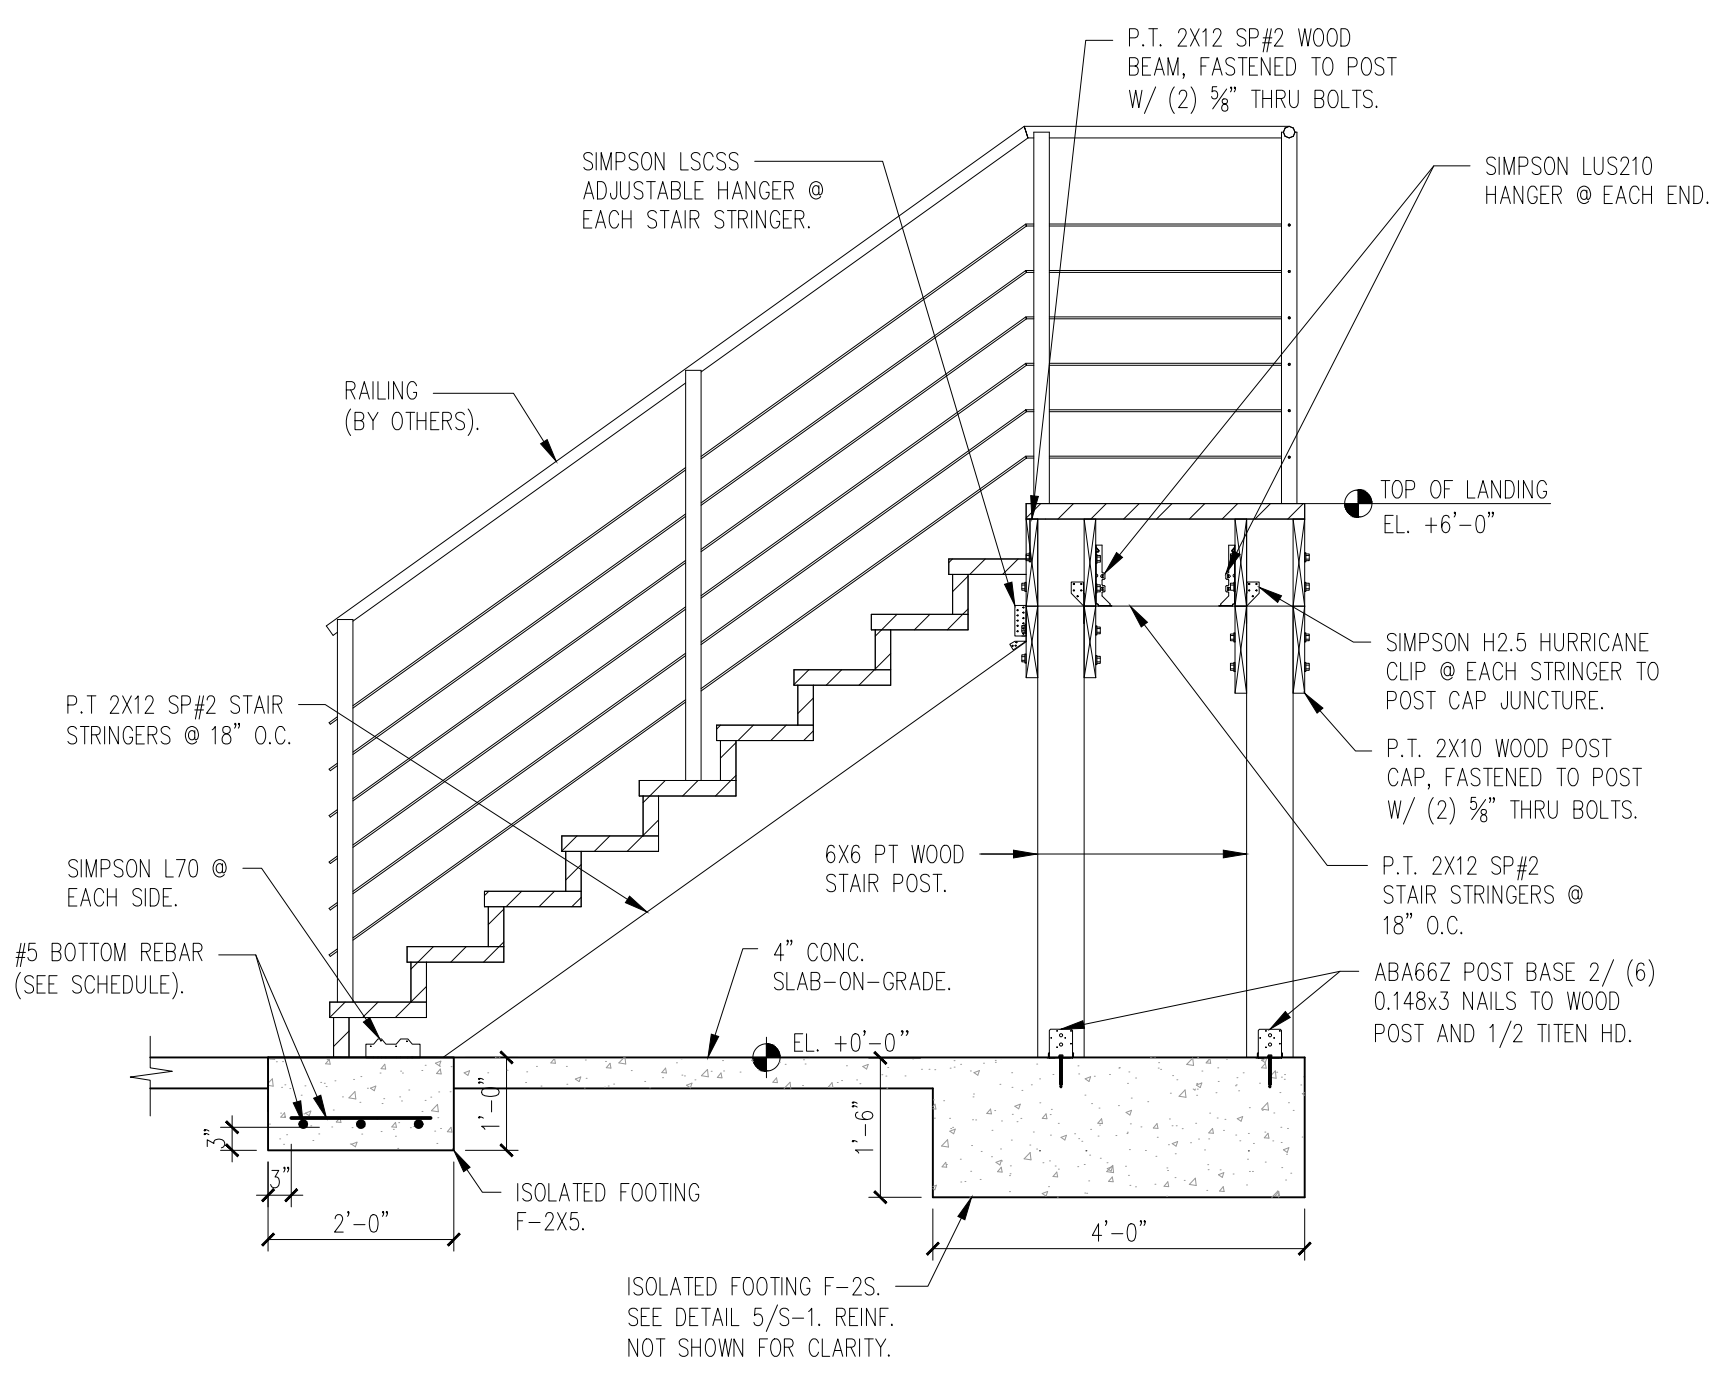 P.T. 2X12 SP#2 WOOD
BEAM, FASTENED TO POST
W/ (2) ⅝" THRU BOLTS.
SIMPSON LSCSS
ADJUSTABLE HANGER @
EACH STAIR STRINGER.
SIMPSON LUS210
HANGER @ EACH END.
RAILING
(BY OTHERS).
TOP OF LANDING
EL. +6'-0"
SIMPSON H2.5 HURRICANE
CLIP @ EACH STRINGER TO
POST CAP JUNCTURE.
P.T 2X12 SP#2 STAIR
STRINGERS @ 18" O.C.
P.T. 2X10 WOOD POST
CAP, FASTENED TO POST
W/ (2) ⅝" THRU BOLTS.
SIMPSON L70 @
EACH SIDE.
6X6 PT WOOD
STAIR POST.
P.T. 2X12 SP#2
STAIR STRINGERS @
18" O.C.
#5 BOTTOM REBAR
(SEE SCHEDULE).
4" CONC.
SLAB-ON-GRADE.
ABA66Z POST BASE 2/ (6)
0.148x3 NAILS TO WOOD
POST AND 1/2 TITEN HD.
EL. +0'-0"
1'-0"
1'-6"
3"
3"
2'-0"
ISOLATED FOOTING
F-2X5.
4'-0"
ISOLATED FOOTING F-2S.
SEE DETAIL 5/S-1. REINF.
NOT SHOWN FOR CLARITY.